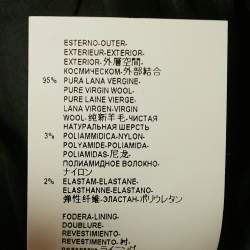 ESTERNO-OUTER-
EXTERIEUR-EXTERIOR-
EXTERIOR-外層空間-
КОСМИЧЕСКОМ-外部結合
95% PURA LANA VERGINE-
PURE VIRGIN WOOL-
PURE LAINE VIERGE-
LANA VIRGEN-VIRGIN
WOOL-纯新羊毛-Чистая
НАТУРАЛЬНАЯ ШЕРСТЬ
3% POLIAMMIDICA-NYLON-
POLYAMIDE-POLIAMIDA-
POLIAMIDAS-尼龙-
ПОЛИАМИДНОЕ ВОЛОКНО-
ナイロン
2% ELASTAM-ELASTANE-
ELASTHANNE-ELASTANO-
弹性纤维-ЭЛАСТАН-ポリウレタン
FODERA-LINING-
DOUBLURE-
REVESTIMIENTO-
REVESTIMENTO-衬-